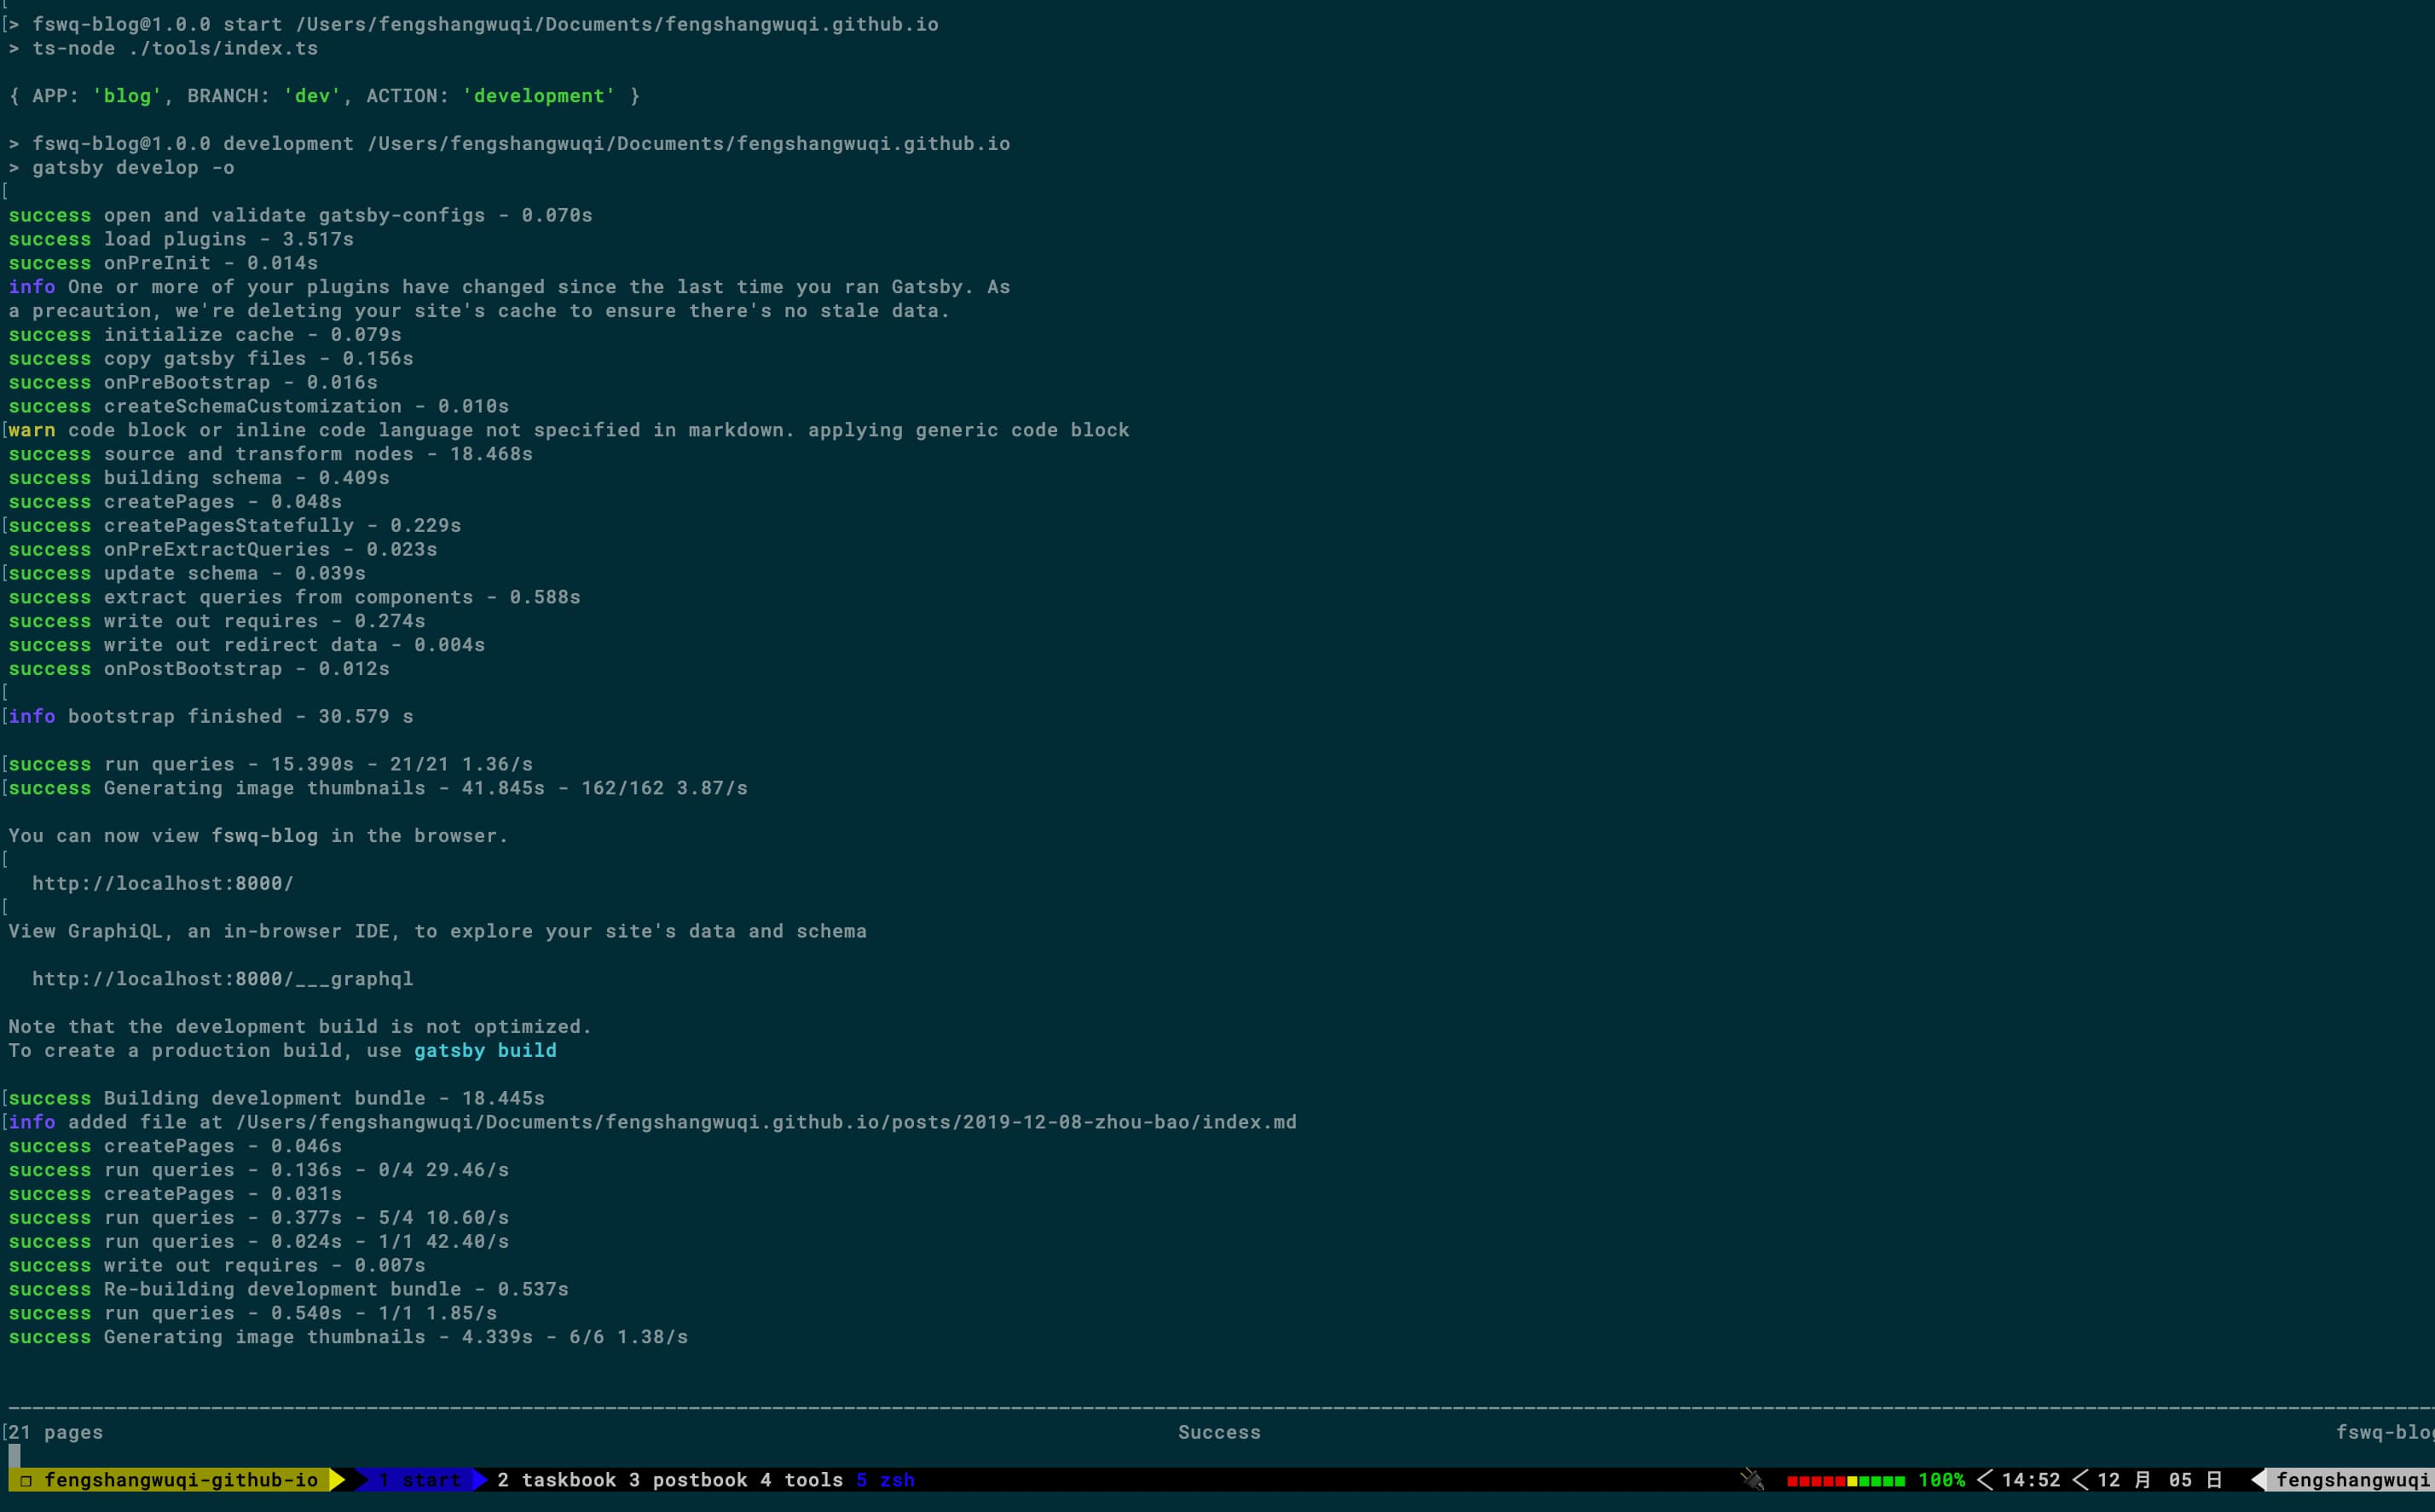 [
[> fswq-blog@1.0.0 start /Users/fengshangwuqi/Documents/fengshangwuqi.github.io
> ts-node ./tools/index.ts
{ APP: 'blog', BRANCH: 'dev', ACTION: 'development' }
> fswq-blog@1.0.0 development /Users/fengshangwuqi/Documents/fengshangwuqi.github.io
> gatsby develop -o
[
success open and validate gatsby-configs - 0.070s
success load plugins - 3.517s
success onPreInit - 0.014s
info One or more of your plugins have changed since the last time you ran Gatsby. As
a precaution, we're deleting your site's cache to ensure there's no stale data.
success initialize cache - 0.079s
success copy gatsby files - 0.156s
success onPreBootstrap - 0.016s
success createSchemaCustomization - 0.010s
[warn code block or inline code language not specified in markdown. applying generic code block
success source and transform nodes - 18.468s
success building schema - 0.409s
success createPages - 0.048s
[success createPagesStatefully - 0.229s
success onPreExtractQueries - 0.023s
[success update schema - 0.039s
success extract queries from components - 0.588s
success write out requires - 0.274s
success write out redirect data - 0.004s
success onPostBootstrap - 0.012s
[
[info bootstrap finished - 30.579 s
[success run queries - 15.390s - 21/21 1.36/s
[success Generating image thumbnails - 41.845s - 162/162 3.87/s
You can now view fswq-blog in the browser.
[
http://localhost:8000/
[
View GraphiQL, an in-browser IDE, to explore your site's data and schema
http://localhost:8000/___graphql
Note that the development build is not optimized.
To create a production build, use gatsby build
[success Building development bundle - 18.445s
[info added file at /Users/fengshangwuqi/Documents/fengshangwuqi.github.io/posts/2019-12-08-zhou-bao/index.md
success createPages - 0.046s
success run queries - 0.136s - 0/4 29.46/s
success createPages - 0.031s
success run queries - 0.377s - 5/4 10.60/s
success run queries - 0.024s - 1/1 42.40/s
success write out requires - 0.007s
success Re-building development bundle - 0.537s
success run queries - 0.540s - 1/1 1.85/s
success Generating image thumbnails - 4.339s - 6/6 1.38/s
[21 pages Success fswq-blog
❐ fengshangwuqi-github-io 1 start 2 taskbook 3 postbook 4 tools 5 zsh 100% 14:52 12 月 05 日 fengshangwuqi